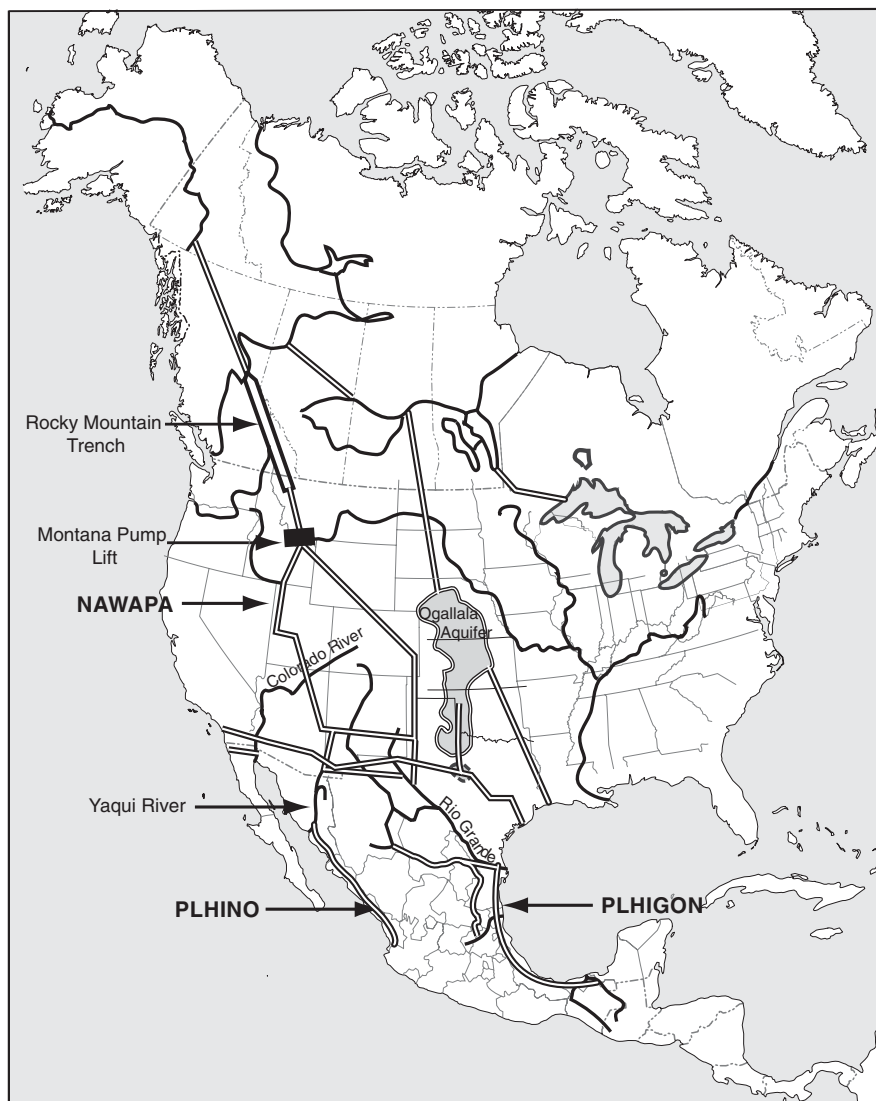 Rocky Mountain
Trench
Montana Pump
Lift
NAWAPA
Ogallala
Aquifer
Colorado River
Yaqui River
Rio Grande
PLHINO
PLHIGON